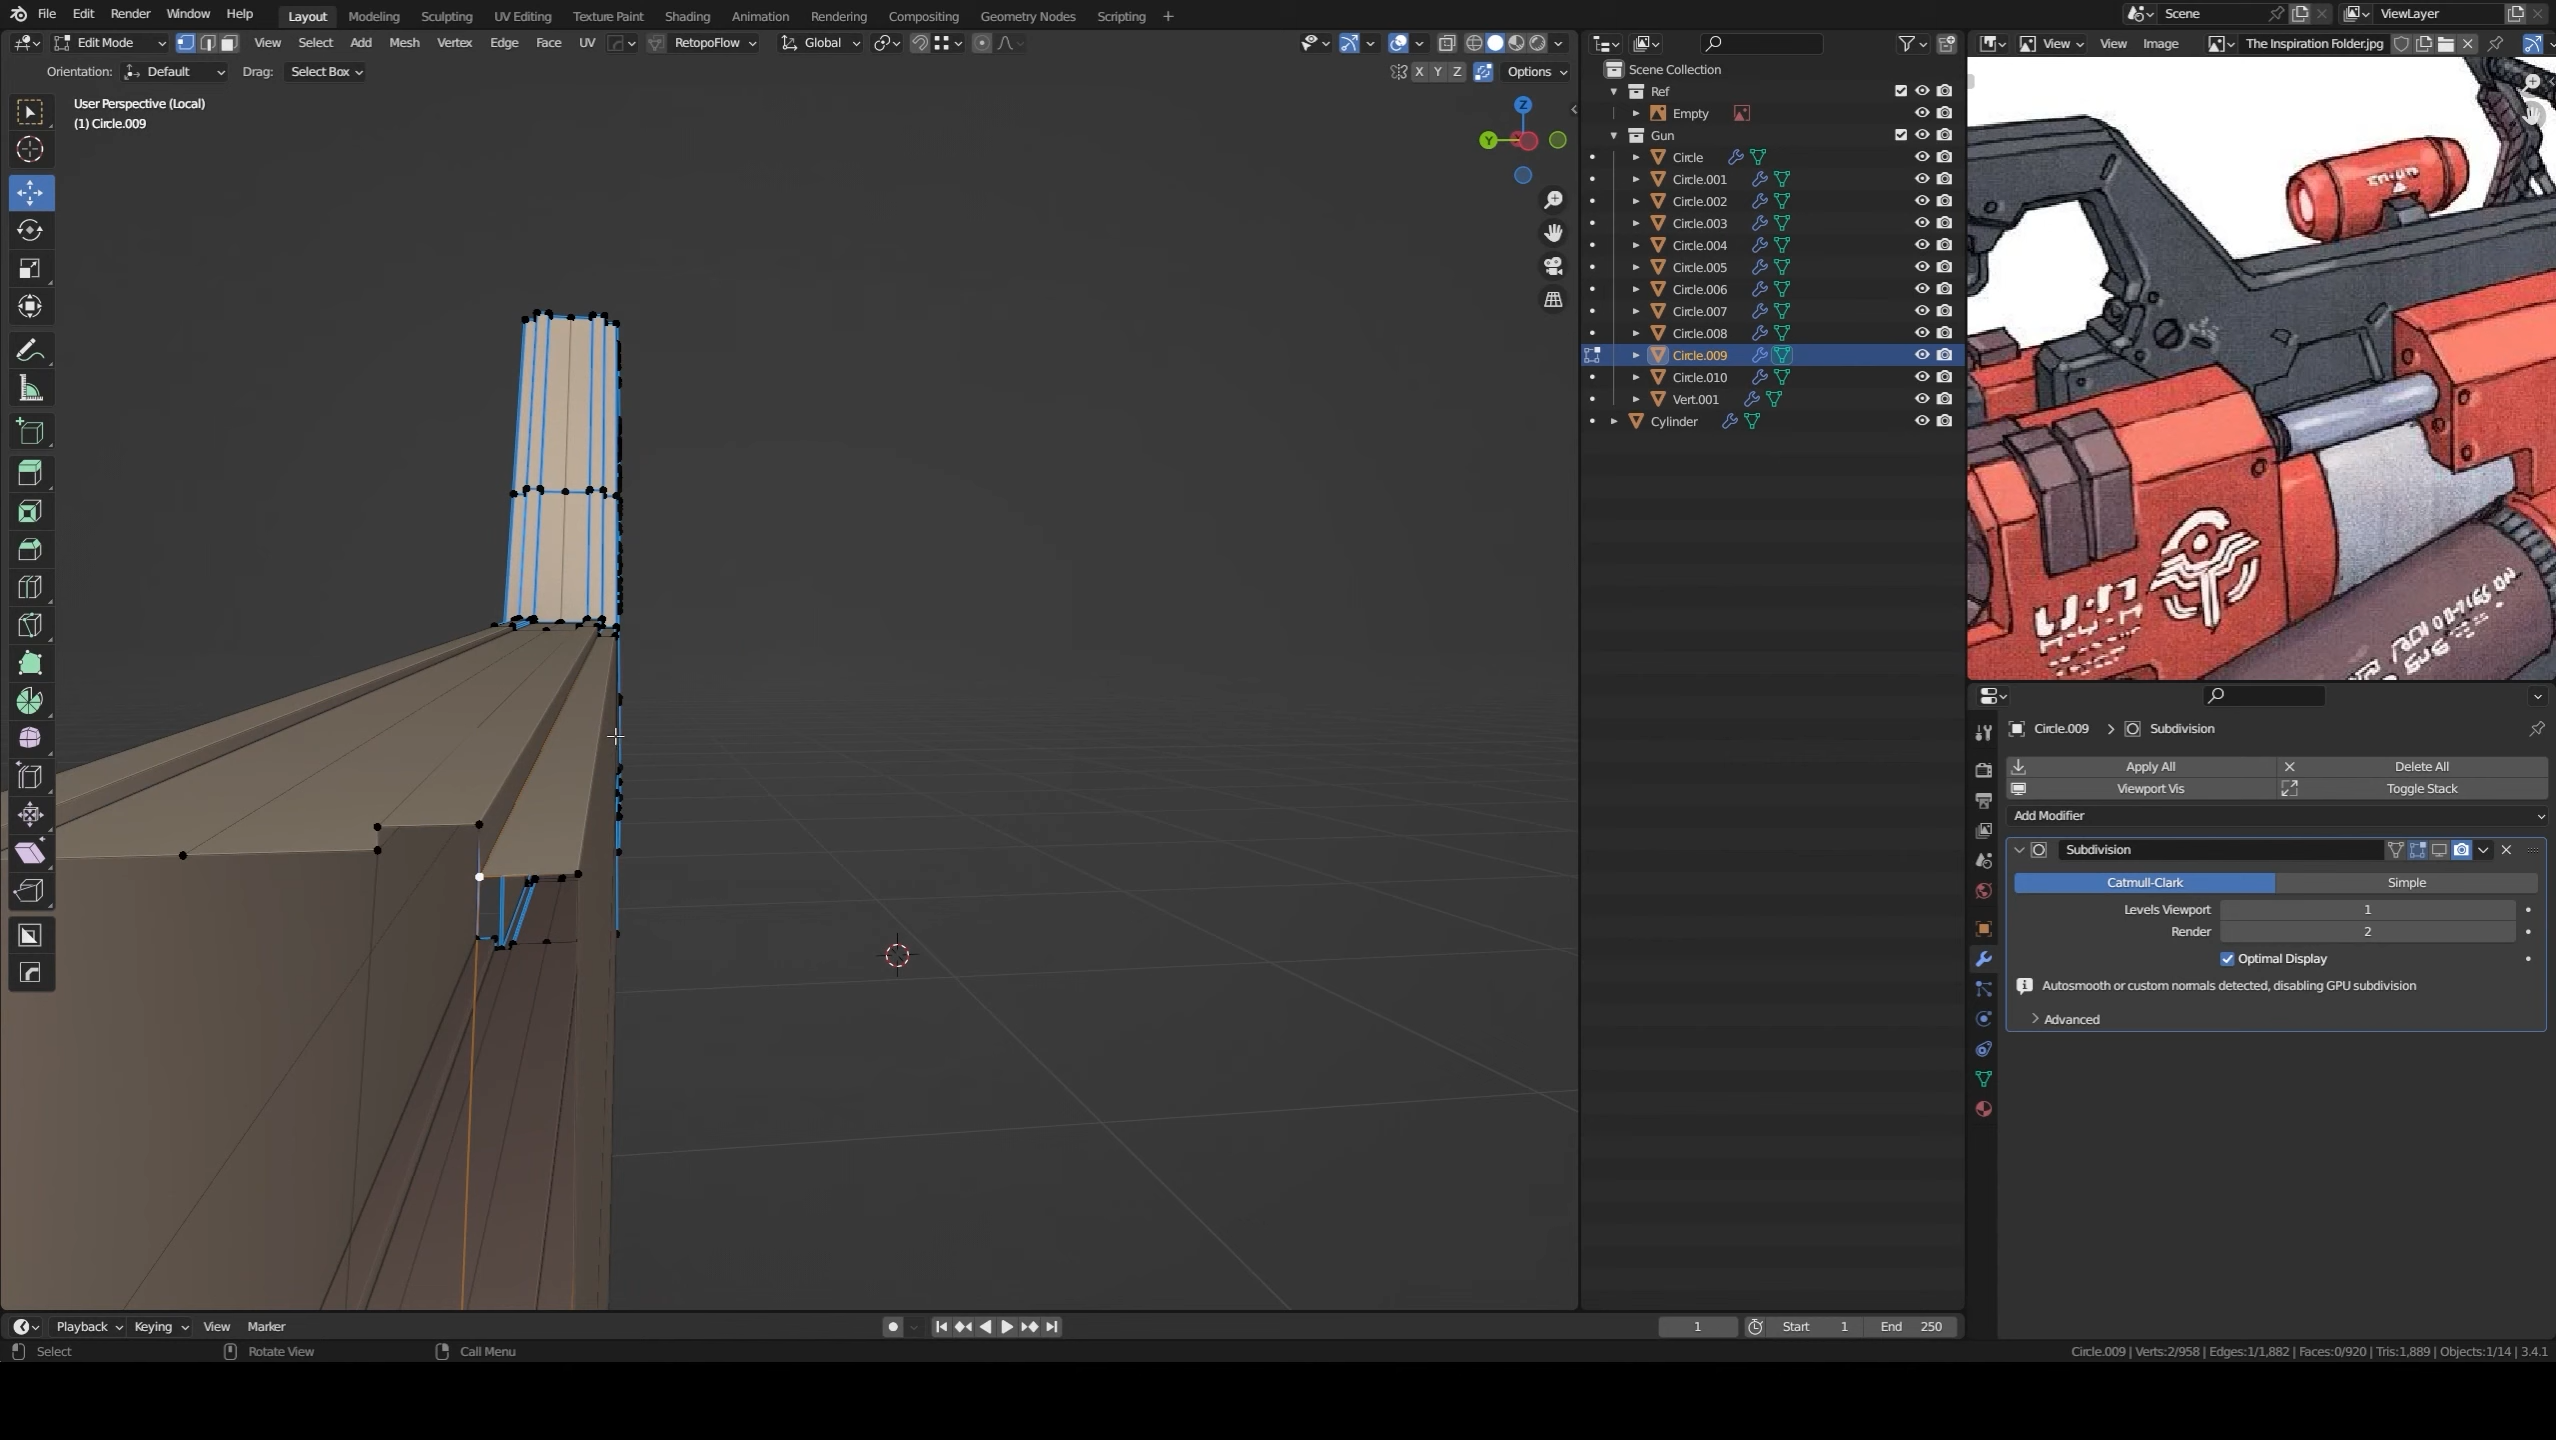 File Edit Render Window Help Layout Modeling Sculpting UV Editing Texture Paint Shading Animation Rendering Compositing Geometry Nodes Scripting + Scene ViewLayer
Edit Mode View Select Add Mesh Vertex Edge Face UV RetopoFlow Global View View Image The Inspiration Folder.jpg
Orientation: Default Drag: Select Box X Y Z Options
User Perspective (Local)
(1) Circle.009
Z
Y
Scene Collection
Ref
Empty
Gun
Circle
Circle.001
Circle.002
Circle.003
Circle.004
Circle.005
Circle.006
Circle.007
Circle.008
Circle.009
Circle.010
Vert.001
Cylinder
U.N
Circle.009 > Subdivision
Apply All Delete All
Viewport Vis Toggle Stack
Add Modifier
Subdivision
Catmull-Clark Simple
Levels Viewport 1
Render 2
Optimal Display
Autosmooth or custom normals detected, disabling GPU subdivision
Advanced
Playback Keying View Marker 1 Start 1 End 250
Select Rotate View Call Menu Circle.009 | Verts:2/958 | Edges:1/1,882 | Faces:0/920 | Tris:1,889 | Objects:1/14 | 3.4.1